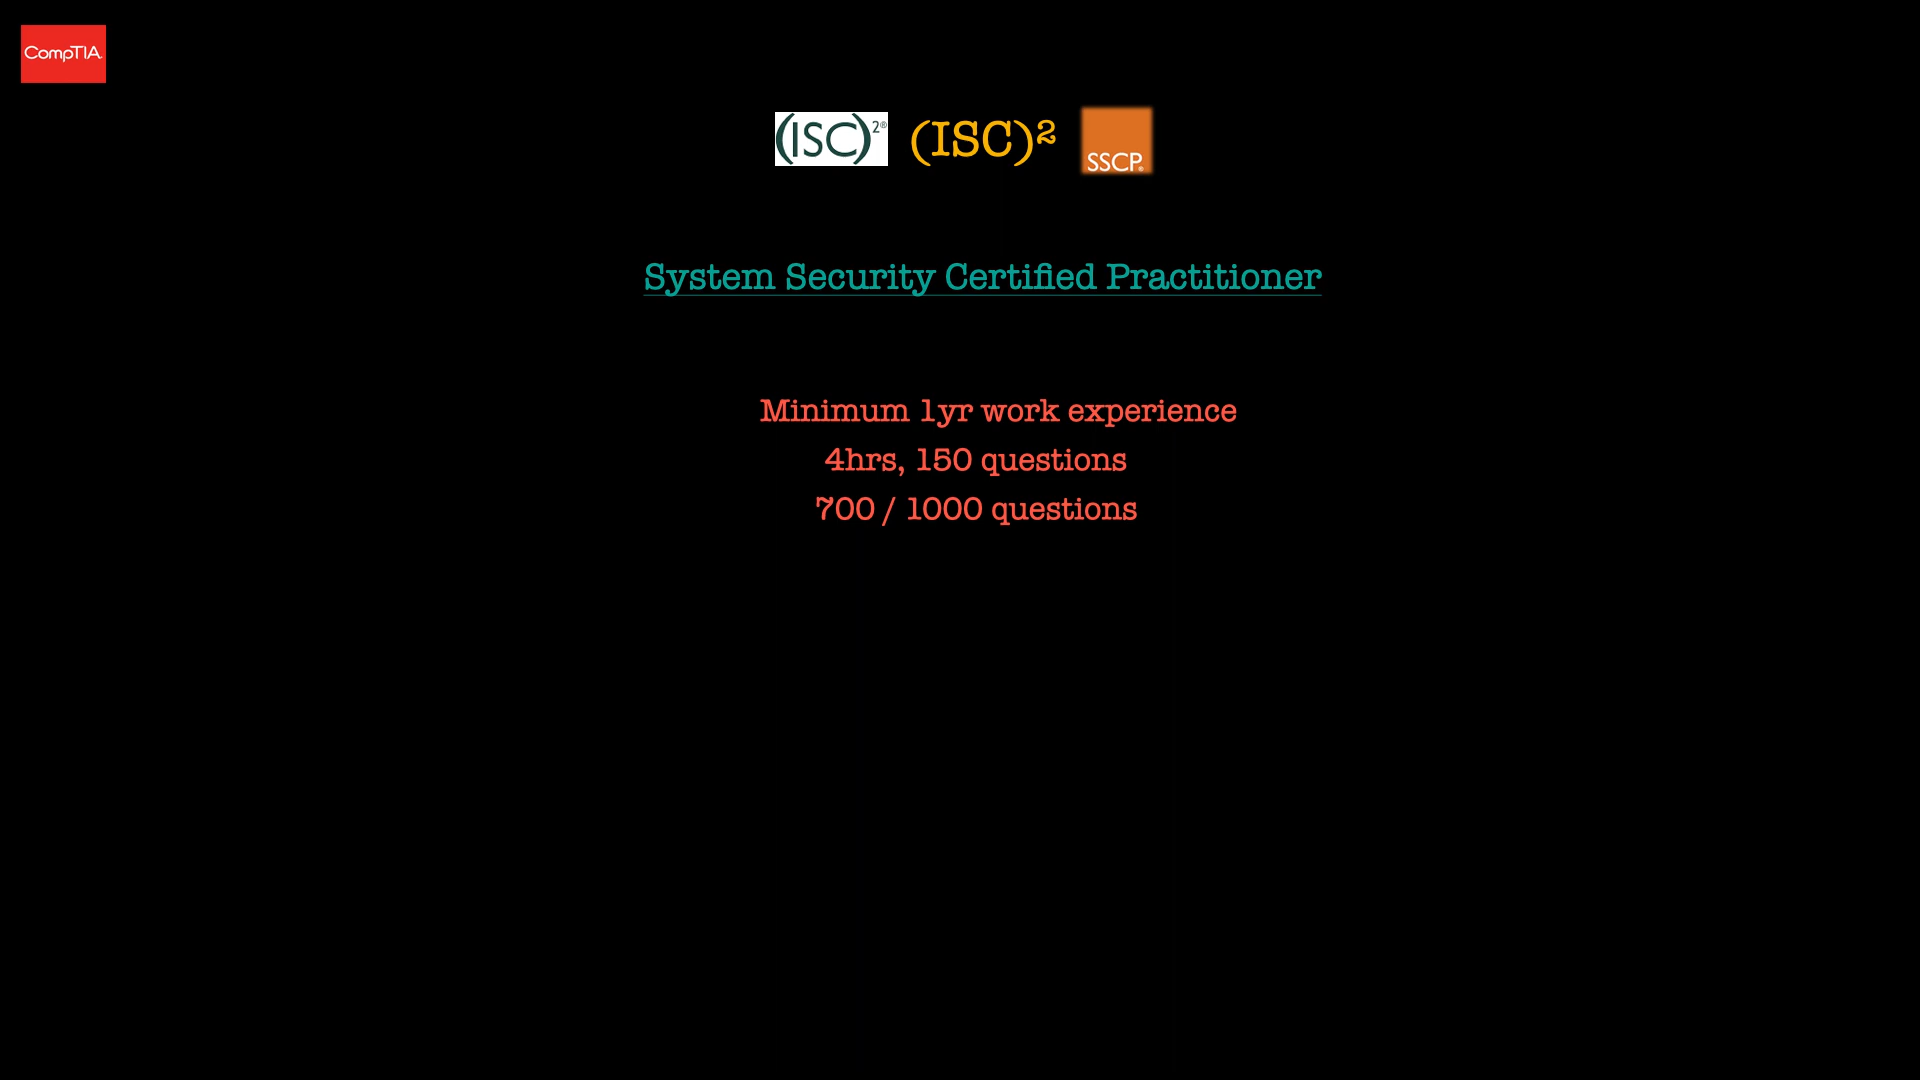 CompTIA
(ISC)2® (ISC)² SSCP®
System Security Certified Practitioner
Minimum 1yr work experience
4hrs, 150 questions
700 / 1000 questions